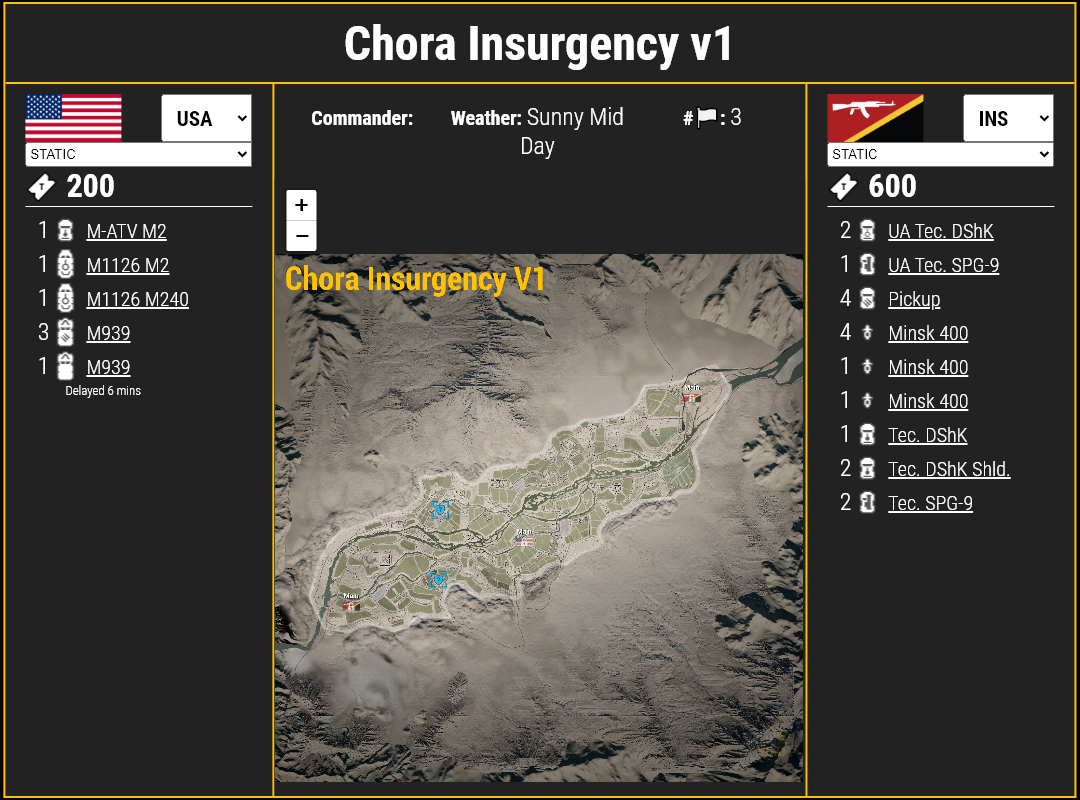 Chora Insurgency v1
USA
STATIC
200
1 M-ATV M2
1 M1126 M2
1 M1126 M240
3 M939
1 M939
Delayed 6 mins
Commander:
Weather: Sunny Mid
Day
# : 3
+
−
Chora Insurgency V1
Main
Main
Main
INS
STATIC
600
2 UA Tec. DShK
1 UA Tec. SPG-9
4 Pickup
4 Minsk 400
1 Minsk 400
1 Minsk 400
1 Tec. DShK
2 Tec. DShK Shld.
2 Tec. SPG-9